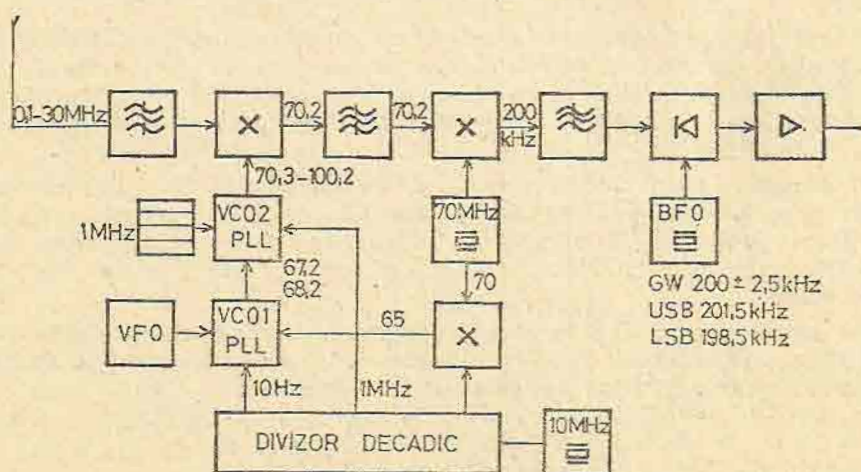 0,1-30MHz
70,2
70,2
200
kHz
70,3-100,2
1MHz
VCO2
PLL
70MHz
BFO
67,2
68,2
70
GW 200 ± 2,5kHz
USB 201,5kHz
LSB 198,5kHz
VFO
VCO1
PLL
65
10Hz
1MHz
DIVIZOR DECADIC
10MHz